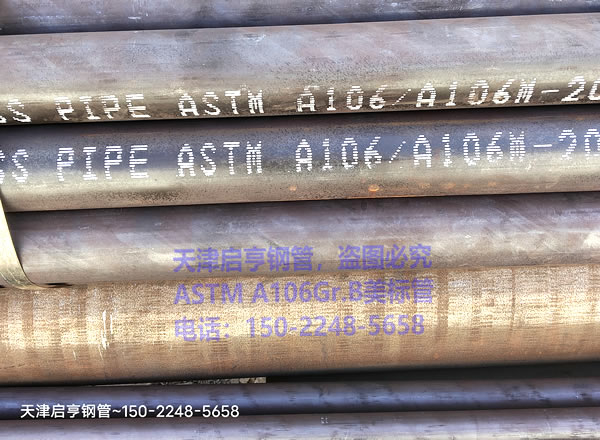 SS PIPE ASTM A106/A106M-20
SS PIPE ASTM A106/A106M-20
天津启亨钢管，盗图必究
ASTM A106Gr.B美标管
电话：150-2248-5658
天津启亨钢管~150-2248-5658